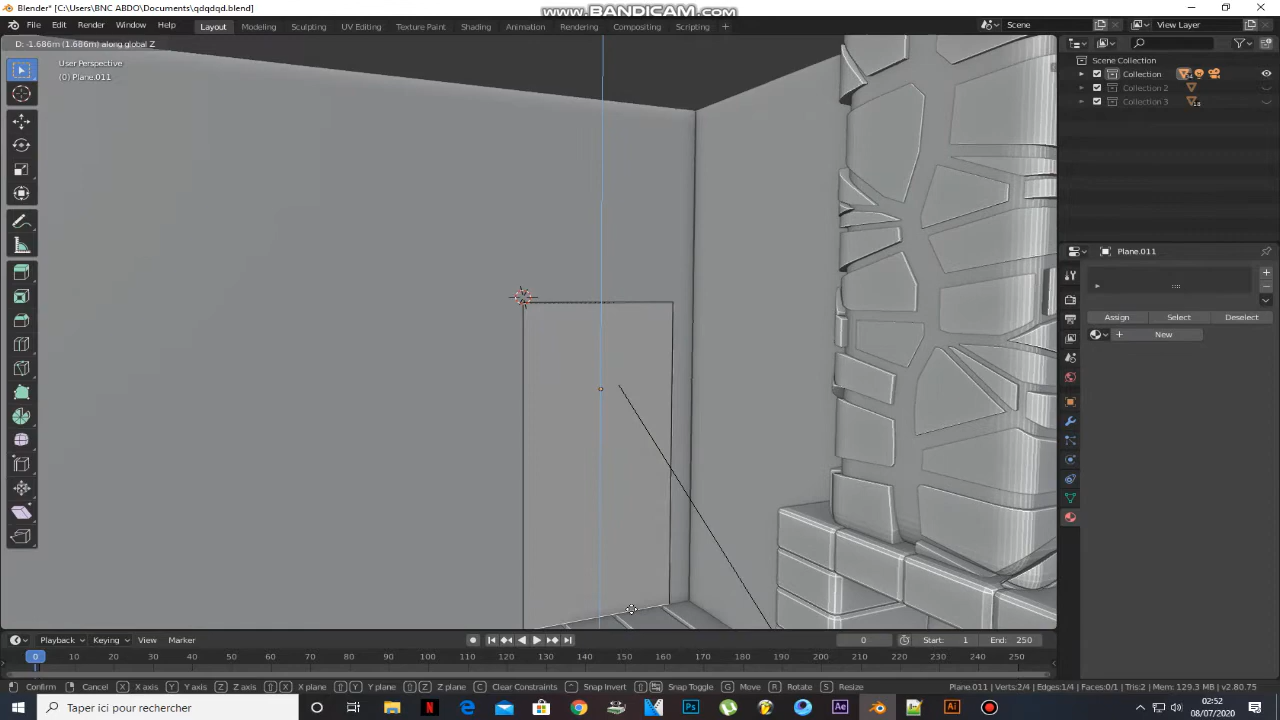 Blender* [C:\Users\BNC ABDO\qdqdqd.blend]
www.BANDICAM.com
File Edit Render Window Help
Layout Modeling Sculpting UV Editing Texture Paint Shading Animation Rendering Compositing Scripting +
Scene
View Layer
D: -1.686m (1.686m) along global Z
User Perspective
(0) Plane.011
Scene Collection
Collection
Collection 2
Collection 3
18
Plane.011
Assign Select Deselect
New
Playback Keying View Marker
0
Start: 1
End: 250
0 10 20 30 40 50 60 70 80 90 100 110 120 130 140 150 160 170 180 190 200 210 220 230 240 250
Confirm Cancel X X axis Y Y axis Z Z axis X X plane Y Y plane Z Z plane C Clear Constraints Snap Invert Snap Toggle G Move R Rotate S Resize
Plane.011 | Verts:2/4 | Edges:1/4 | Faces:0/1 | Tris:2 | Mem: 129.3 MB | v2.80.75
Taper ici pour rechercher
02:52
08/07/2020